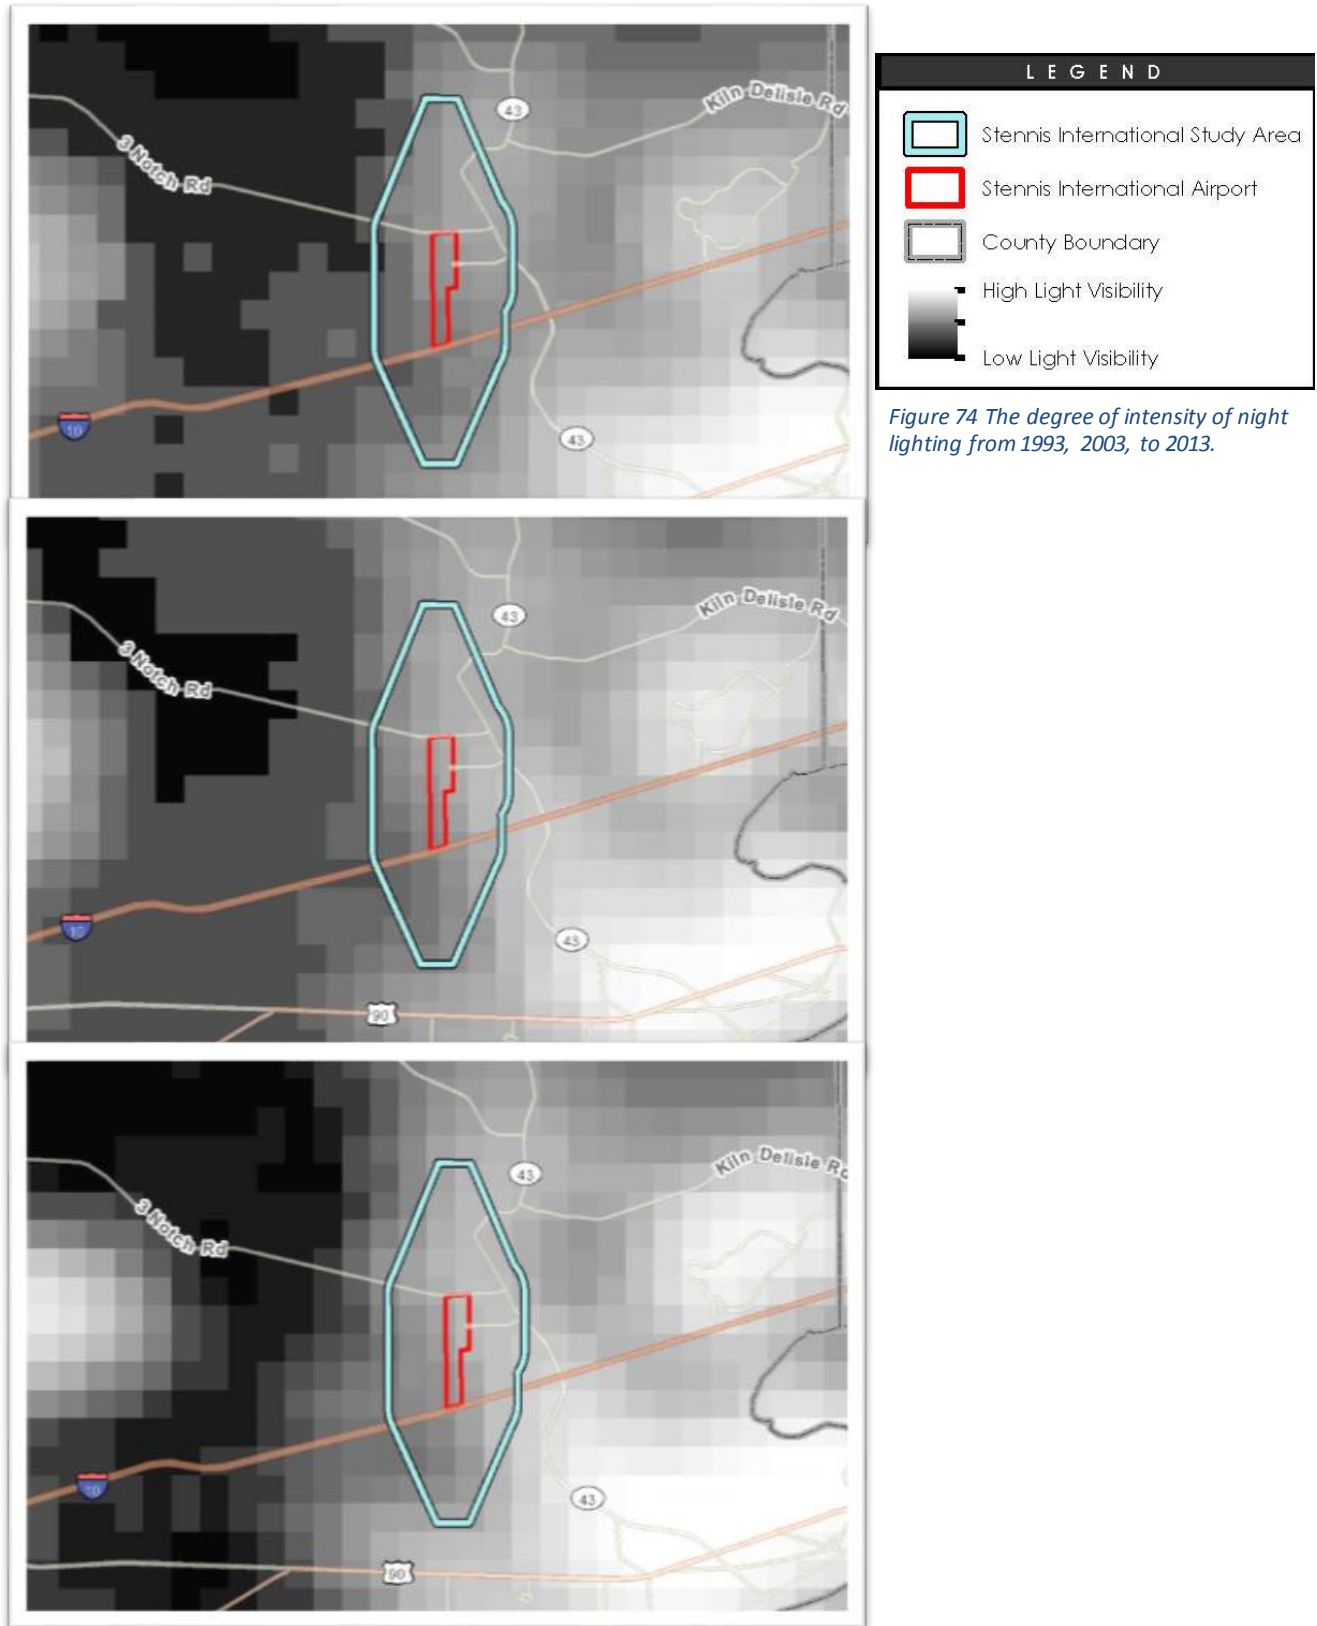 43
Kiln Delisle Rd
3 Notch Rd
10
43
LEGEND
Stennis International Study Area
Stennis International Airport
County Boundary
High Light Visibility
Low Light Visibility
Figure 74 The degree of intensity of night
lighting from 1993, 2003, to 2013.
43
Kiln Delisle Rd
3 Notch Rd
10
43
90
43
Kiln Delisle Rd
3 Notch Rd
10
43
90